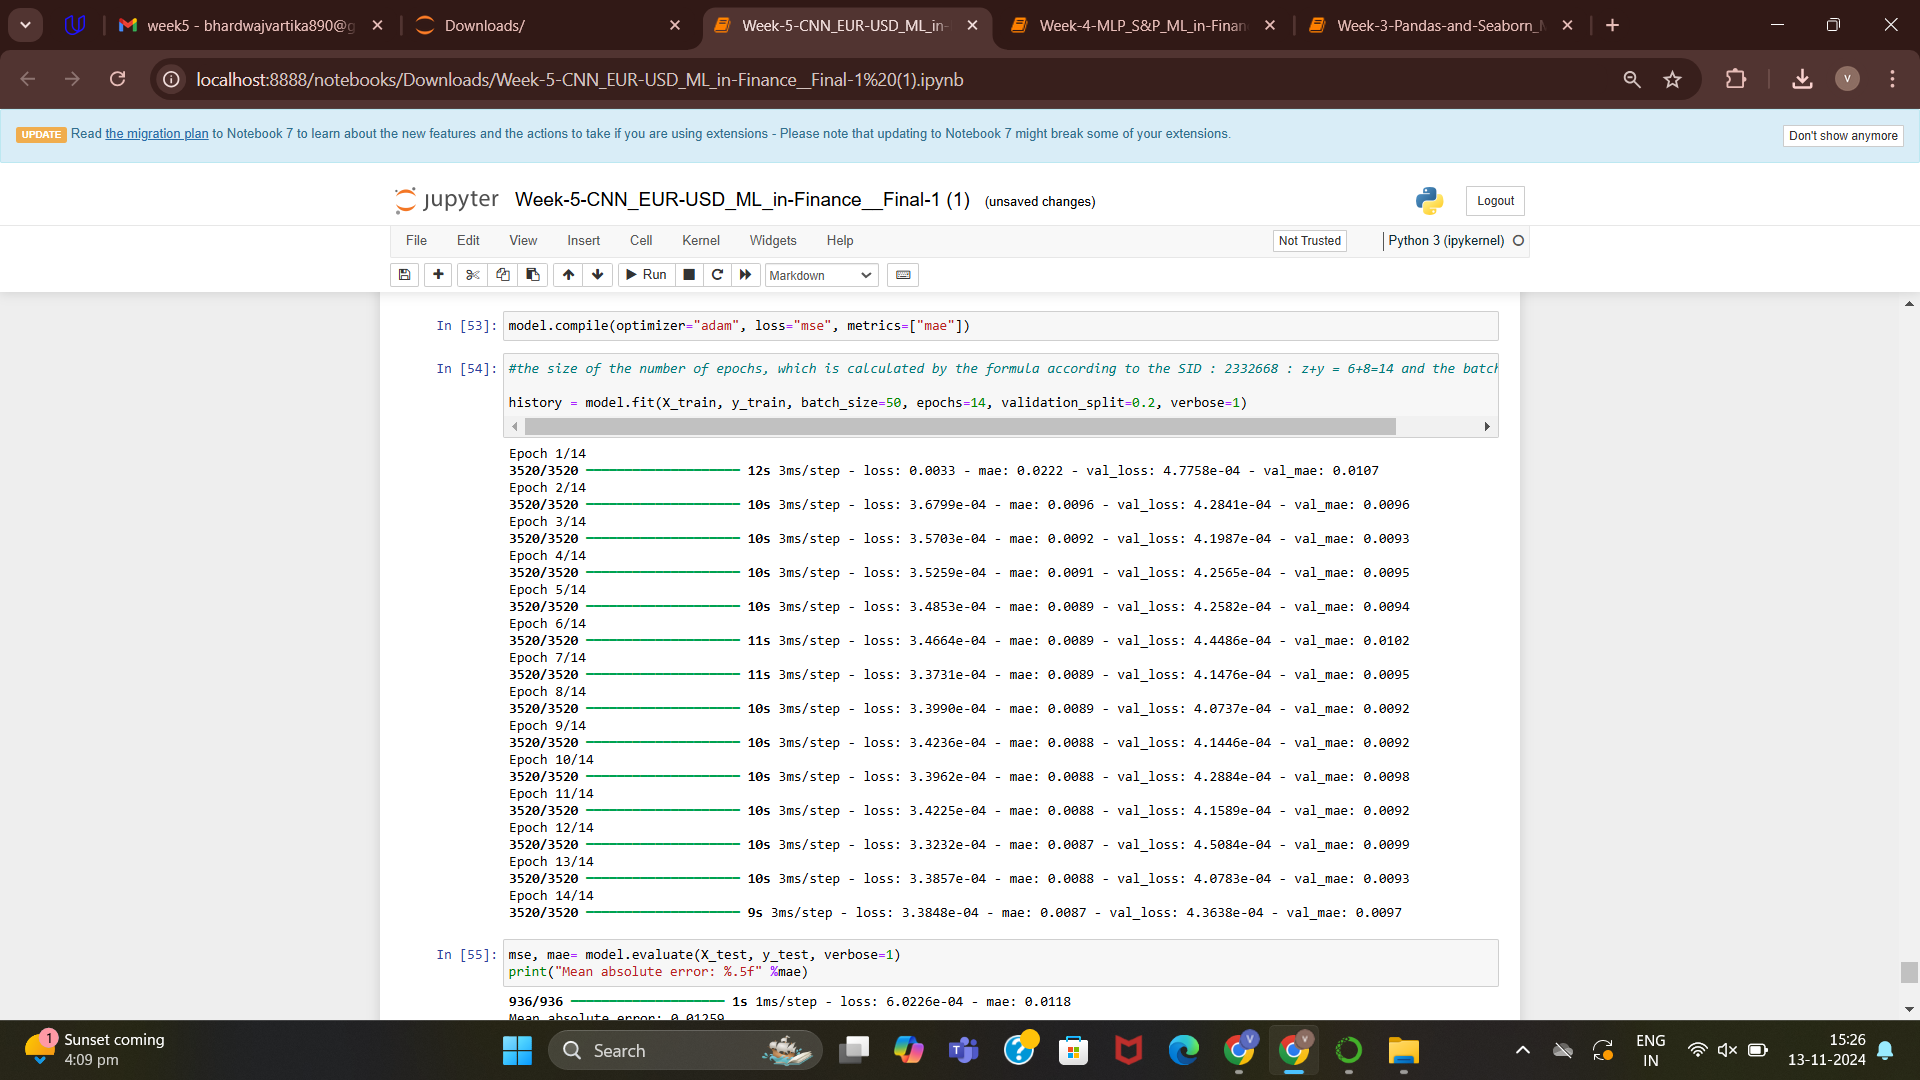 week5 - bhardwajvartika890@g
Downloads/
Week-5-CNN_EUR-USD_ML_in-
Week-4-MLP_S&P_ML_in-Finan
Week-3-Pandas-and-Seaborn_M
localhost:8888/notebooks/Downloads/Week-5-CNN_EUR-USD_ML_in-Finance__Final-1%20(1).ipynb
V
UPDATE Read the migration plan to Notebook 7 to learn about the new features and the actions to take if you are using extensions - Please note that updating to Notebook 7 might break some of your extensions.
Don't show anymore
jupyter Week-5-CNN_EUR-USD_ML_in-Finance__Final-1 (1) (unsaved changes)
Logout
File Edit View Insert Cell Kernel Widgets Help
Not Trusted
Python 3 (ipykernel)
Run
Markdown
In [53]: model.compile(optimizer="adam", loss="mse", metrics=["mae"])
In [54]: #the size of the number of epochs, which is calculated by the formula according to the SID : 2332668 : z+y = 6+8=14 and the batch
history = model.fit(X_train, y_train, batch_size=50, epochs=14, validation_split=0.2, verbose=1)
Epoch 1/14
3520/3520 12s 3ms/step - loss: 0.0033 - mae: 0.0222 - val_loss: 4.7758e-04 - val_mae: 0.0107
Epoch 2/14
3520/3520 10s 3ms/step - loss: 3.6799e-04 - mae: 0.0096 - val_loss: 4.2841e-04 - val_mae: 0.0096
Epoch 3/14
3520/3520 10s 3ms/step - loss: 3.5703e-04 - mae: 0.0092 - val_loss: 4.1987e-04 - val_mae: 0.0093
Epoch 4/14
3520/3520 10s 3ms/step - loss: 3.5259e-04 - mae: 0.0091 - val_loss: 4.2565e-04 - val_mae: 0.0095
Epoch 5/14
3520/3520 10s 3ms/step - loss: 3.4853e-04 - mae: 0.0089 - val_loss: 4.2582e-04 - val_mae: 0.0094
Epoch 6/14
3520/3520 11s 3ms/step - loss: 3.4664e-04 - mae: 0.0089 - val_loss: 4.4486e-04 - val_mae: 0.0102
Epoch 7/14
3520/3520 11s 3ms/step - loss: 3.3731e-04 - mae: 0.0089 - val_loss: 4.1476e-04 - val_mae: 0.0095
Epoch 8/14
3520/3520 10s 3ms/step - loss: 3.3990e-04 - mae: 0.0089 - val_loss: 4.0737e-04 - val_mae: 0.0092
Epoch 9/14
3520/3520 10s 3ms/step - loss: 3.4236e-04 - mae: 0.0088 - val_loss: 4.1446e-04 - val_mae: 0.0092
Epoch 10/14
3520/3520 10s 3ms/step - loss: 3.3962e-04 - mae: 0.0088 - val_loss: 4.2884e-04 - val_mae: 0.0098
Epoch 11/14
3520/3520 10s 3ms/step - loss: 3.4225e-04 - mae: 0.0088 - val_loss: 4.1589e-04 - val_mae: 0.0092
Epoch 12/14
3520/3520 10s 3ms/step - loss: 3.3232e-04 - mae: 0.0087 - val_loss: 4.5084e-04 - val_mae: 0.0099
Epoch 13/14
3520/3520 10s 3ms/step - loss: 3.3857e-04 - mae: 0.0088 - val_loss: 4.0783e-04 - val_mae: 0.0093
Epoch 14/14
3520/3520 9s 3ms/step - loss: 3.3848e-04 - mae: 0.0087 - val_loss: 4.3638e-04 - val_mae: 0.0097
In [55]: mse, mae= model.evaluate(X_test, y_test, verbose=1)
print("Mean absolute error: %.5f" %mae)
936/936 1s 1ms/step - loss: 6.0226e-04 - mae: 0.0118
Mean absolute error: 0.01259
1
Sunset coming
4:09 pm
Search
V
V
ENG
IN
15:26
13-11-2024